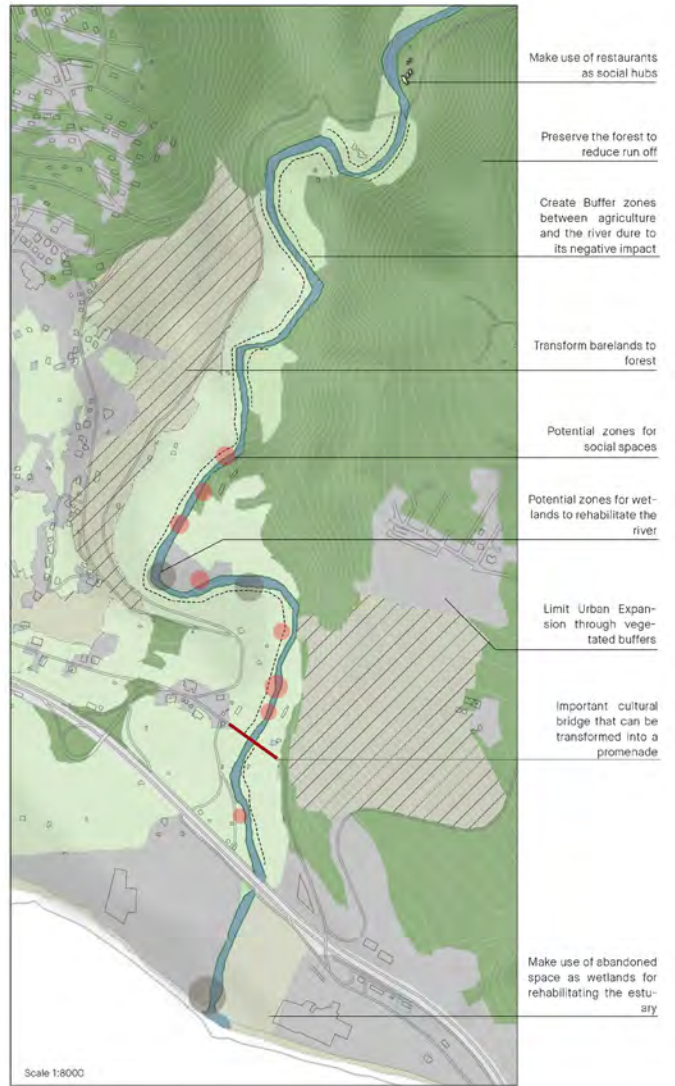 Make use of restaurants
as social hubs
Preserve the forest to
reduce run off
Create Buffer zones
between agriculture
and the river dure to
its negative impact
Transform barelands to
forest
Potential zones for
social spaces
Potential zones for wet-
lands to rehabilitate the
river
Limit Urban Expan-
sion through vege-
tated buffers
Important cultural
bridge that can be
transformed into a
promenade
Make use of abandoned
space as wetlands for
rehabilitating the estu-
ary
Scale 1:8000